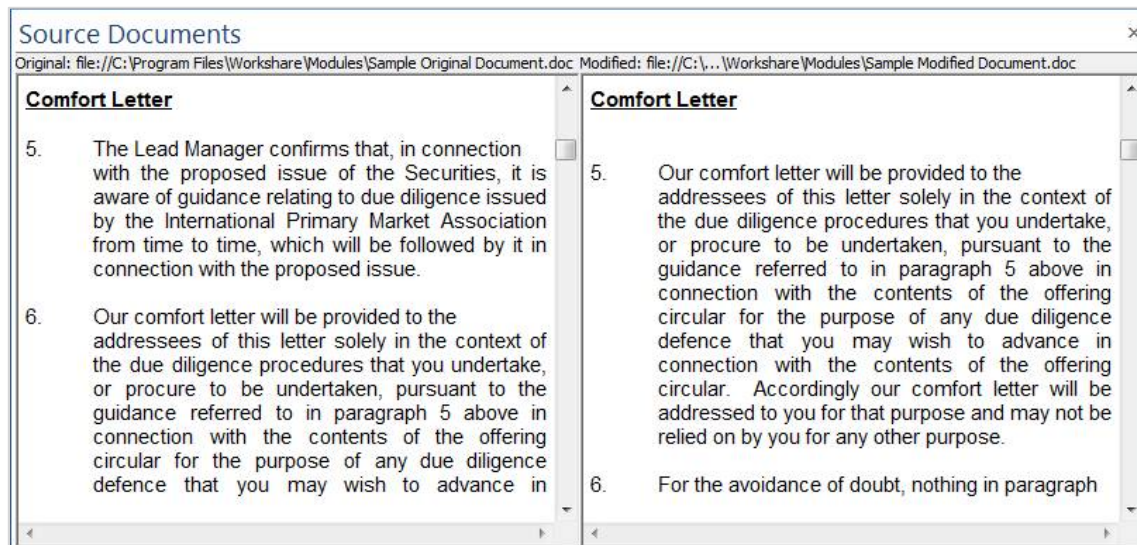 Source Documents
Original: file://C:\Program Files\Workshare\Modules\Sample Original Document.doc Modified: file://C:\...\Workshare\Modules\Sample Modified Document.doc
Comfort Letter
5. The Lead Manager confirms that, in connection
with the proposed issue of the Securities, it is
aware of guidance relating to due diligence issued
by the International Primary Market Association
from time to time, which will be followed by it in
connection with the proposed issue.
6. Our comfort letter will be provided to the
addressees of this letter solely in the context of
the due diligence procedures that you undertake,
or procure to be undertaken, pursuant to the
guidance referred to in paragraph 5 above in
connection with the contents of the offering
circular for the purpose of any due diligence
defence that you may wish to advance in
Comfort Letter
5. Our comfort letter will be provided to the
addressees of this letter solely in the context of
the due diligence procedures that you undertake,
or procure to be undertaken, pursuant to the
guidance referred to in paragraph 5 above in
connection with the contents of the offering
circular for the purpose of any due diligence
defence that you may wish to advance in
connection with the contents of the offering
circular. Accordingly our comfort letter will be
addressed to you for that purpose and may not be
relied on by you for any other purpose.
6. For the avoidance of doubt, nothing in paragraph